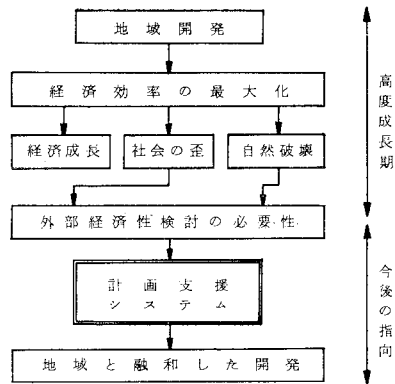 地域開発
経済効率の最大化
経済成長
社会の歪
自然破壊
外部経済性検討の必要性
計画支援
システム
地域と融和した開発
高度成長期
今後の指向